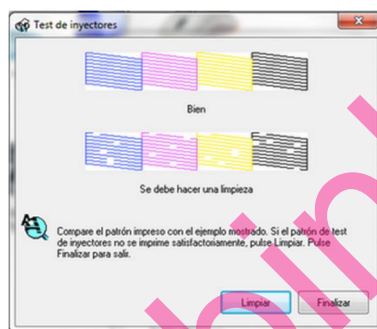 Test de inyectores
Bien
Se debe hacer una limpieza
Compare el patrón impreso con el ejemplo mostrado. Si el patrón de test
de inyectores no se imprime satisfactoriamente, pulse Limpiar. Pulse
Finalizar para salir.
Limpiar
Finalizar